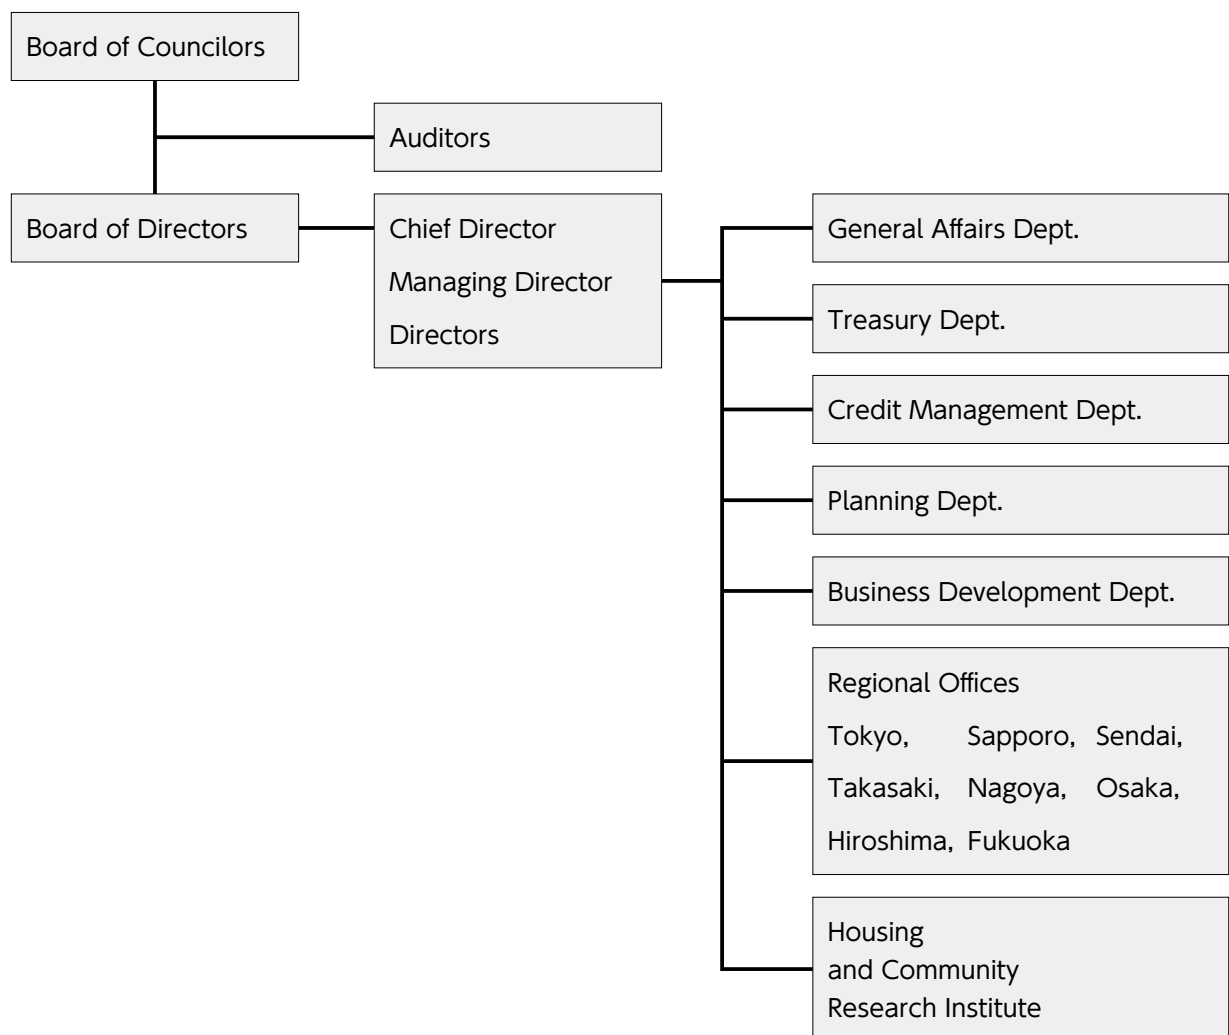 Board of Councilors
Auditors
Board of Directors
Chief Director
Managing Director
Directors
General Affairs Dept.
Treasury Dept.
Credit Management Dept.
Planning Dept.
Business Development Dept.
Regional Offices
Tokyo, Sapporo, Sendai,
Takasaki, Nagoya, Osaka,
Hiroshima, Fukuoka
Housing
and Community
Research Institute